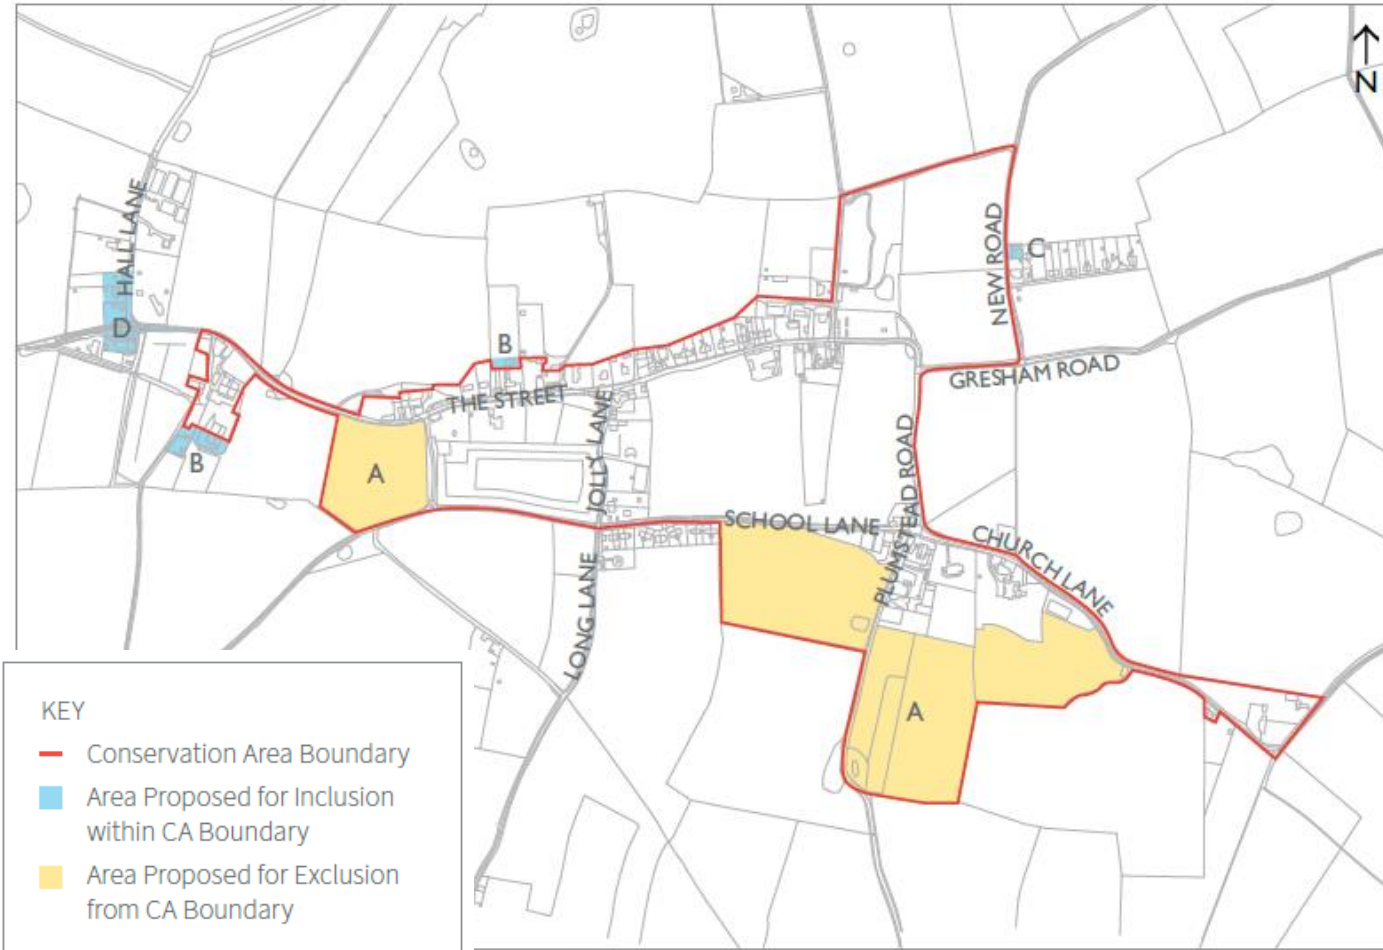 N
HALL LANE
NEW ROAD
C
D
B
GRESHAM ROAD
THE STREET
JOLLY LANE
B
A
PLUMSTEAD ROAD
SCHOOL LANE
CHURCH LANE
LONG LANE
A
KEY
Conservation Area Boundary
Area Proposed for Inclusion
within CA Boundary
Area Proposed for Exclusion
from CA Boundary